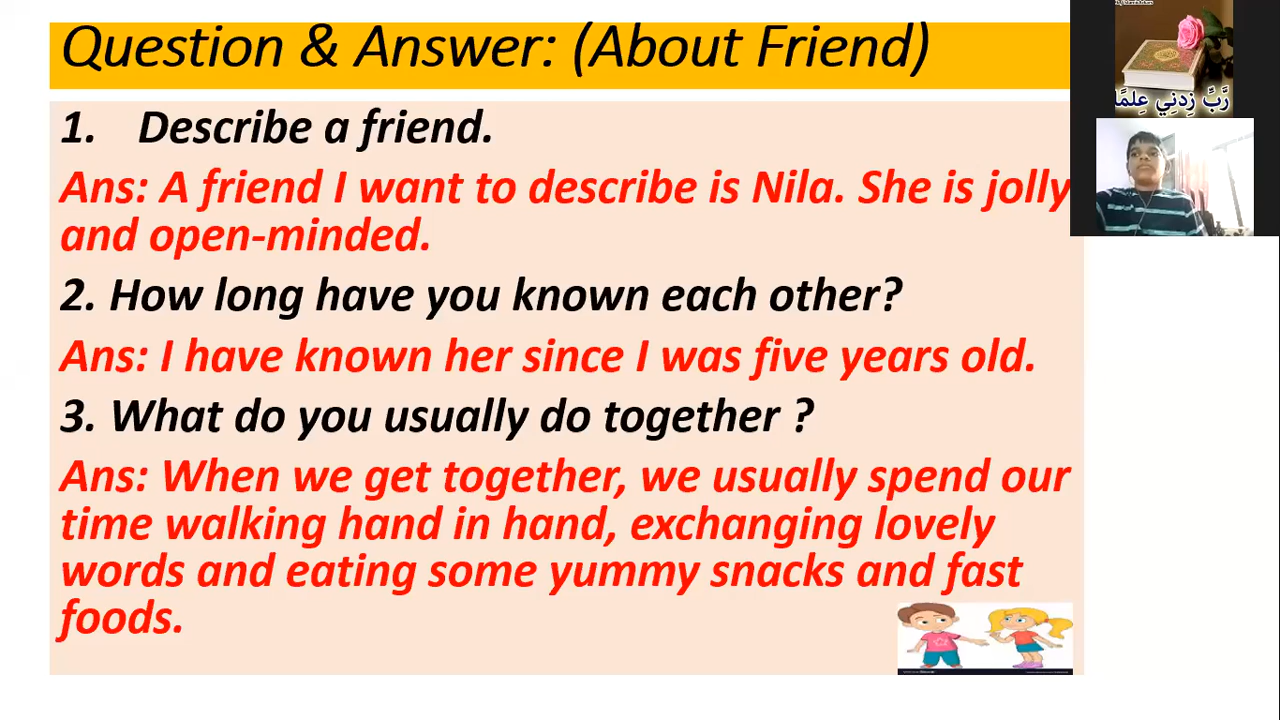 Question & Answer: (About Friend)
1. Describe a friend.
Ans: A friend I want to describe is Nila. She is jolly
and open-minded.
2. How long have you known each other?
Ans: I have known her since I was five years old.
3. What do you usually do together ?
Ans: When we get together, we usually spend our
time walking hand in hand, exchanging lovely
words and eating some yummy snacks and fast
foods.
رَّبِّ زِدْنِي عِلْمًا